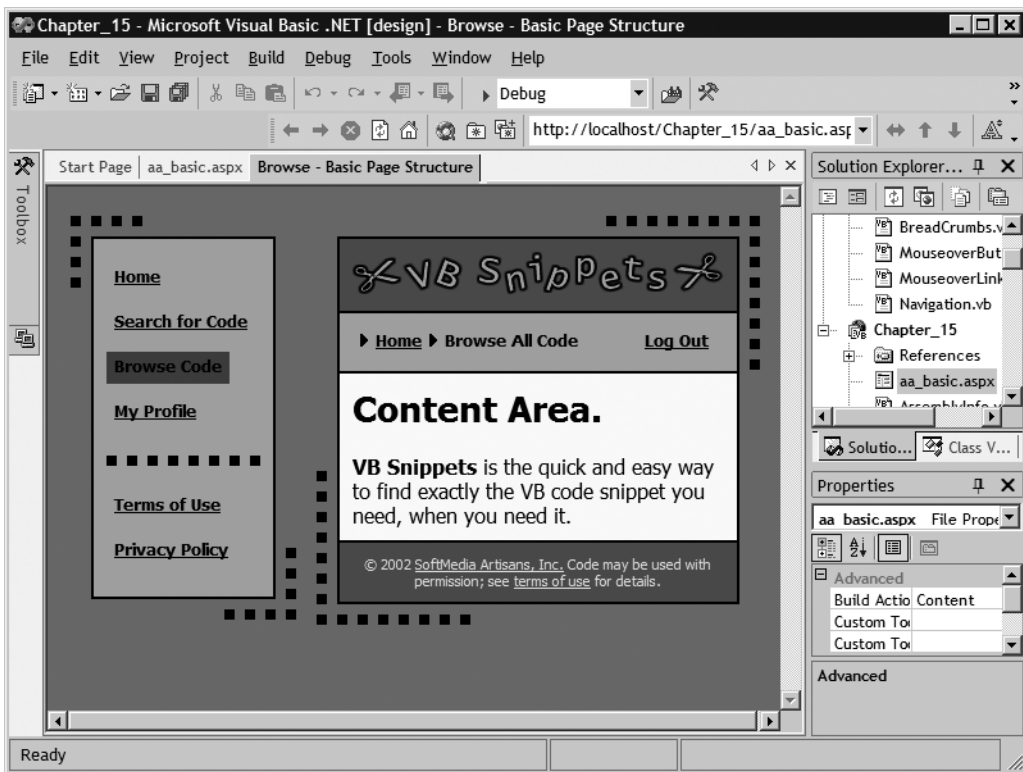 Chapter_15 - Microsoft Visual Basic .NET [design] - Browse - Basic Page Structure
File Edit View Project Build Debug Tools Window Help
Debug
http://localhost/Chapter_15/aa_basic.asp
Toolbox
Start Page aa_basic.aspx Browse - Basic Page Structure
Home
Search for Code
Browse Code
My Profile
Terms of Use
Privacy Policy
VB Snippets
Home Browse All Code Log Out
Content Area.
VB Snippets is the quick and easy way
to find exactly the VB code snippet you
need, when you need it.
© 2002 SoftMedia Artisans, Inc. Code may be used with
permission; see terms of use for details.
Solution Explorer...
BreadCrumbs.v
MouseoverBut
MouseoverLink
Navigation.vb
Chapter_15
References
aa_basic.aspx
Solutio... Class V...
Properties
aa_basic.aspx File Prope
Advanced
Build Actio Content
Custom Too
Custom Too
Advanced
Ready